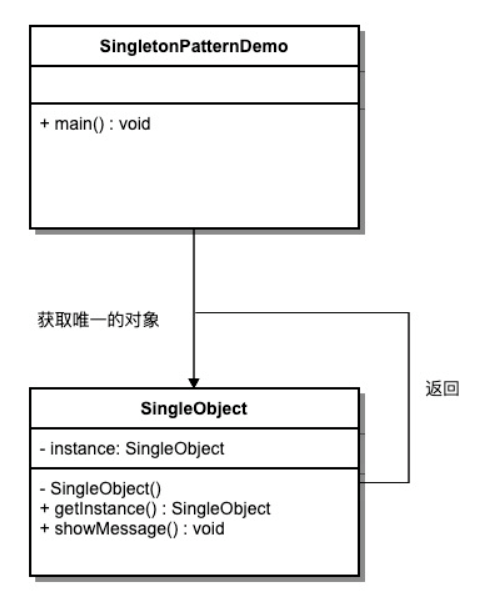 SingletonPatternDemo
+ main() : void
获取唯一的对象
返回
SingleObject
- instance: SingleObject
- SingleObject()
+ getInstance() : SingleObject
+ showMessage() : void